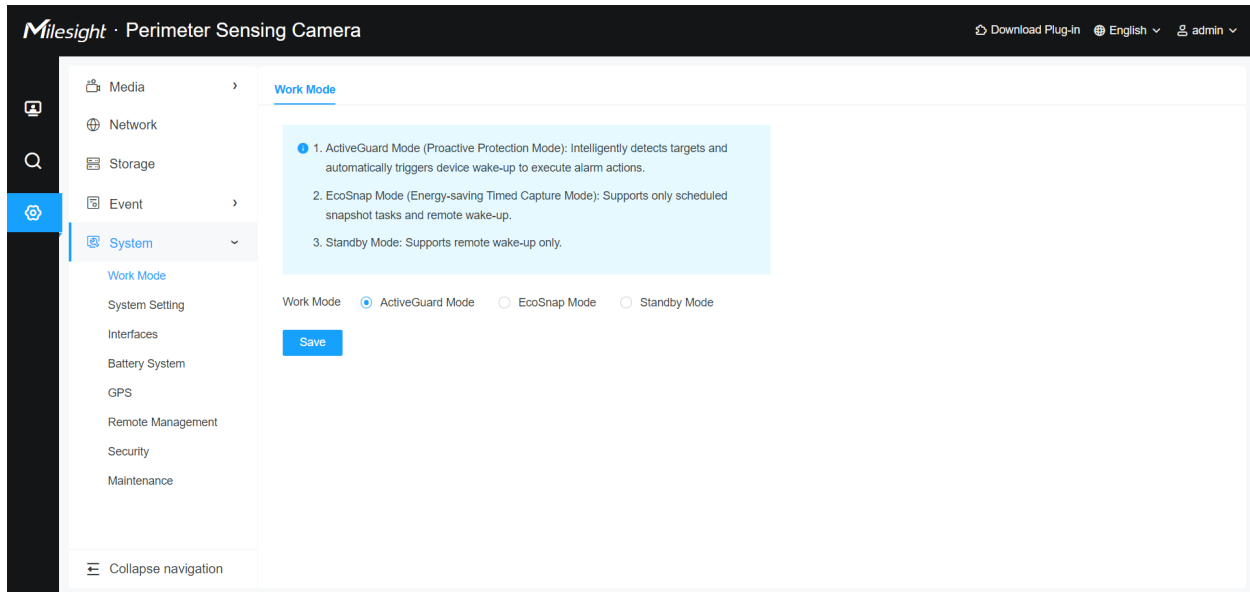 Milesight · Perimeter Sensing Camera
Download Plug-in English admin
Media
Network
Storage
Event
System
Work Mode
System Setting
Interfaces
Battery System
GPS
Remote Management
Security
Maintenance
Collapse navigation
Work Mode
1. ActiveGuard Mode (Proactive Protection Mode): Intelligently detects targets and
automatically triggers device wake-up to execute alarm actions.
2. EcoSnap Mode (Energy-saving Timed Capture Mode): Supports only scheduled
snapshot tasks and remote wake-up.
3. Standby Mode: Supports remote wake-up only.
Work Mode ActiveGuard Mode EcoSnap Mode Standby Mode
Save